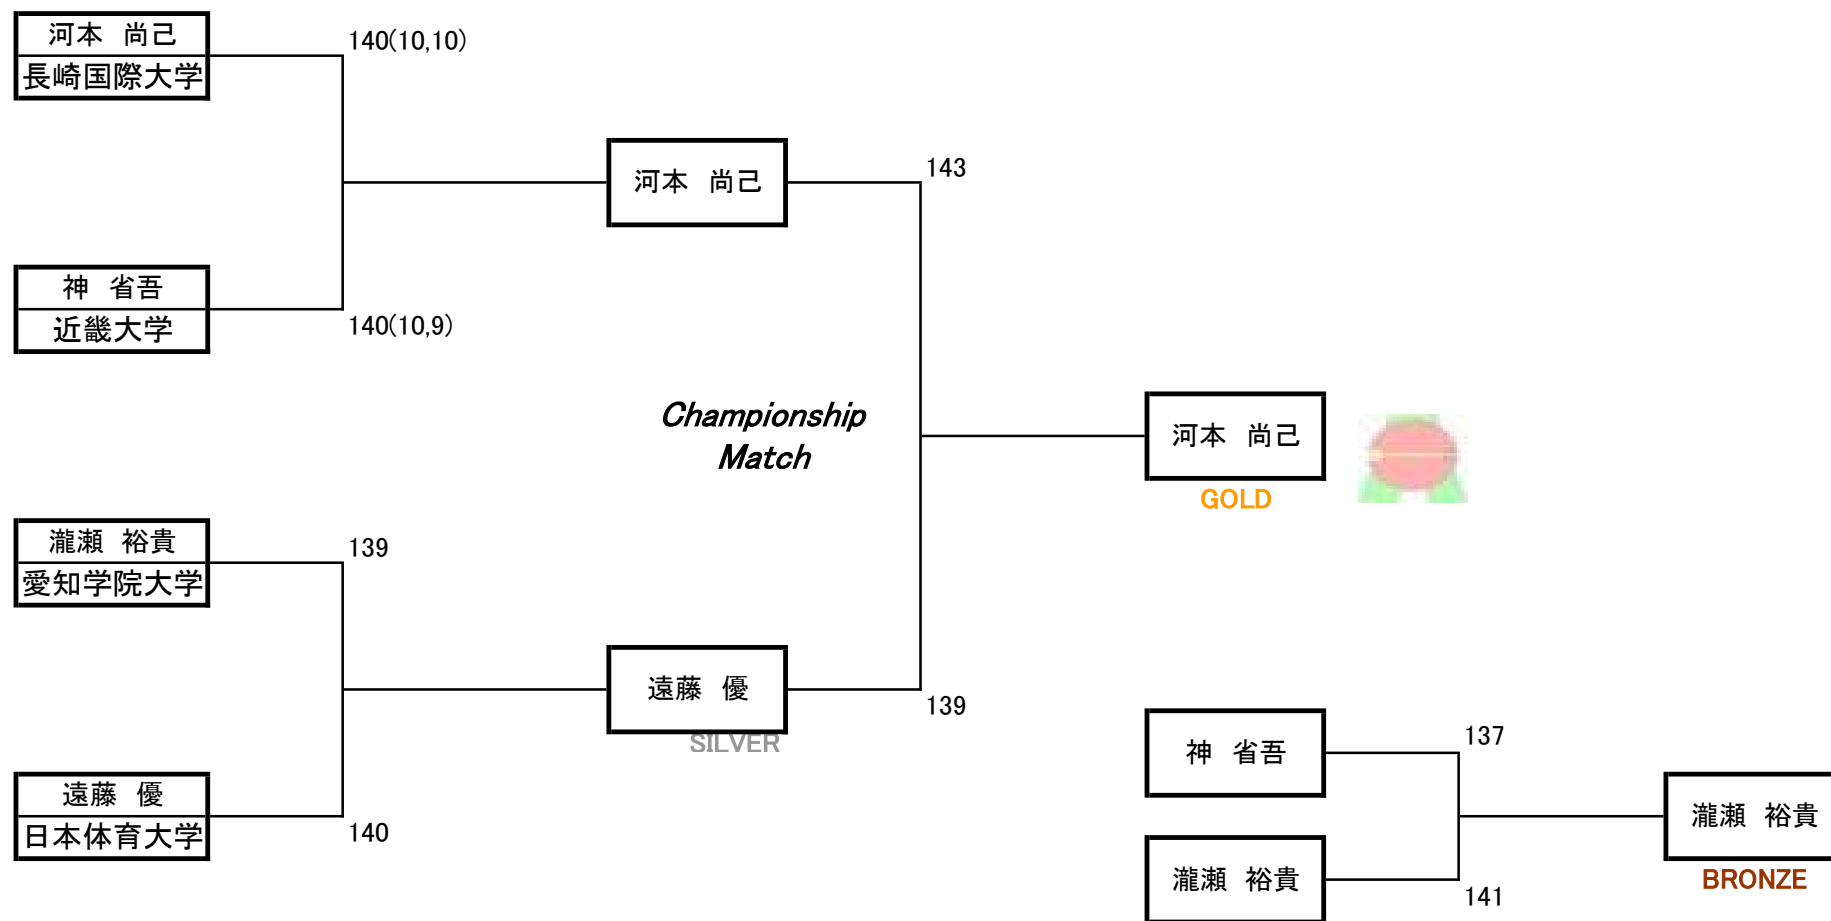 河本　尚己
長崎国際大学
140(10,10)
河本　尚己
143
神　省吾
近畿大学
140(10,9)
Championship
Match
河本　尚己
GOLD
瀧瀬　裕貴
愛知学院大学
139
遠藤　優
SILVER
139
遠藤　優
日本体育大学
140
神　省吾
137
瀧瀬　裕貴
141
瀧瀬　裕貴
BRONZE